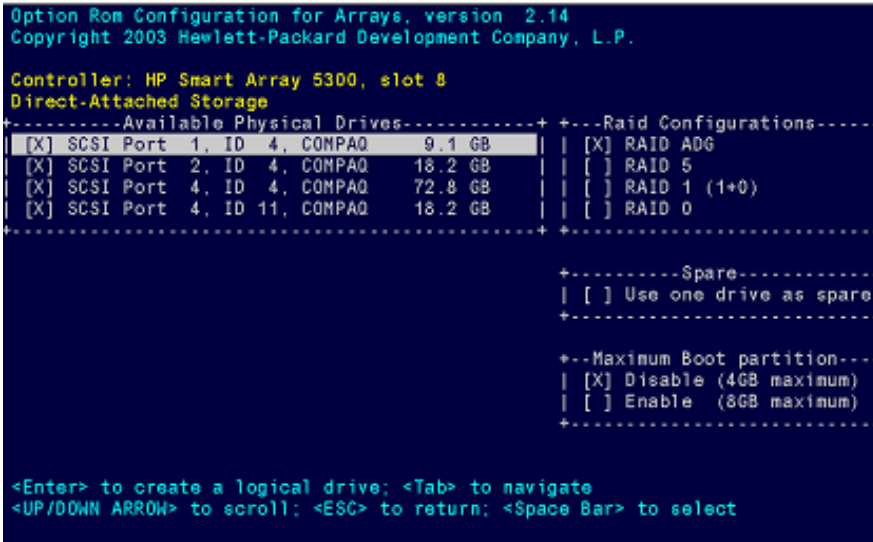 Option Rom Configuration for Arrays, version  2.14
Copyright 2003 Hewlett-Packard Development Company, L.P.
Controller: HP Smart Array 5300, slot 8
Direct-Attached Storage
+----------Available Physical Drives------------+
| [X] SCSI Port  1, ID  4, COMPAQ      9.1 GB    |
| [X] SCSI Port  2, ID  4, COMPAQ     18.2 GB    |
| [X] SCSI Port  4, ID  4, COMPAQ     72.8 GB    |
| [X] SCSI Port  4, ID 11, COMPAQ     18.2 GB    |
+---Raid Configurations-----
| [X] RAID ADG
| [ ] RAID 5
| [ ] RAID 1 (1+0)
| [ ] RAID 0
+----------Spare------------
| [ ] Use one drive as spare
+--Maximum Boot partition---
| [X] Disable (4GB maximum)
| [ ] Enable  (8GB maximum)
<Enter> to create a logical drive; <Tab> to navigate
<UP/DOWN ARROW> to scroll; <ESC> to return; <Space Bar> to select